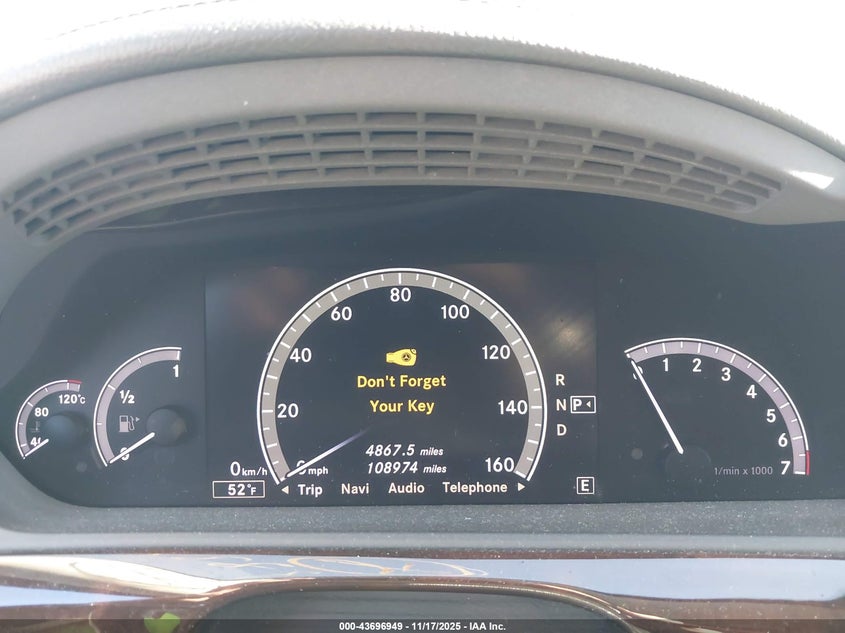 80
60
100
40
120
20
140
160
0 mph
Don't Forget
Your Key
4867.5 miles
108974 miles
0 km/h
52°F
Trip Navi Audio Telephone
E
R
N P
D
120°C
80
40
1
1/2
0
0 1 2 3 4 5 6 7
1/min x 1000
000-43696949 - 11/17/2025 - IAA Inc.